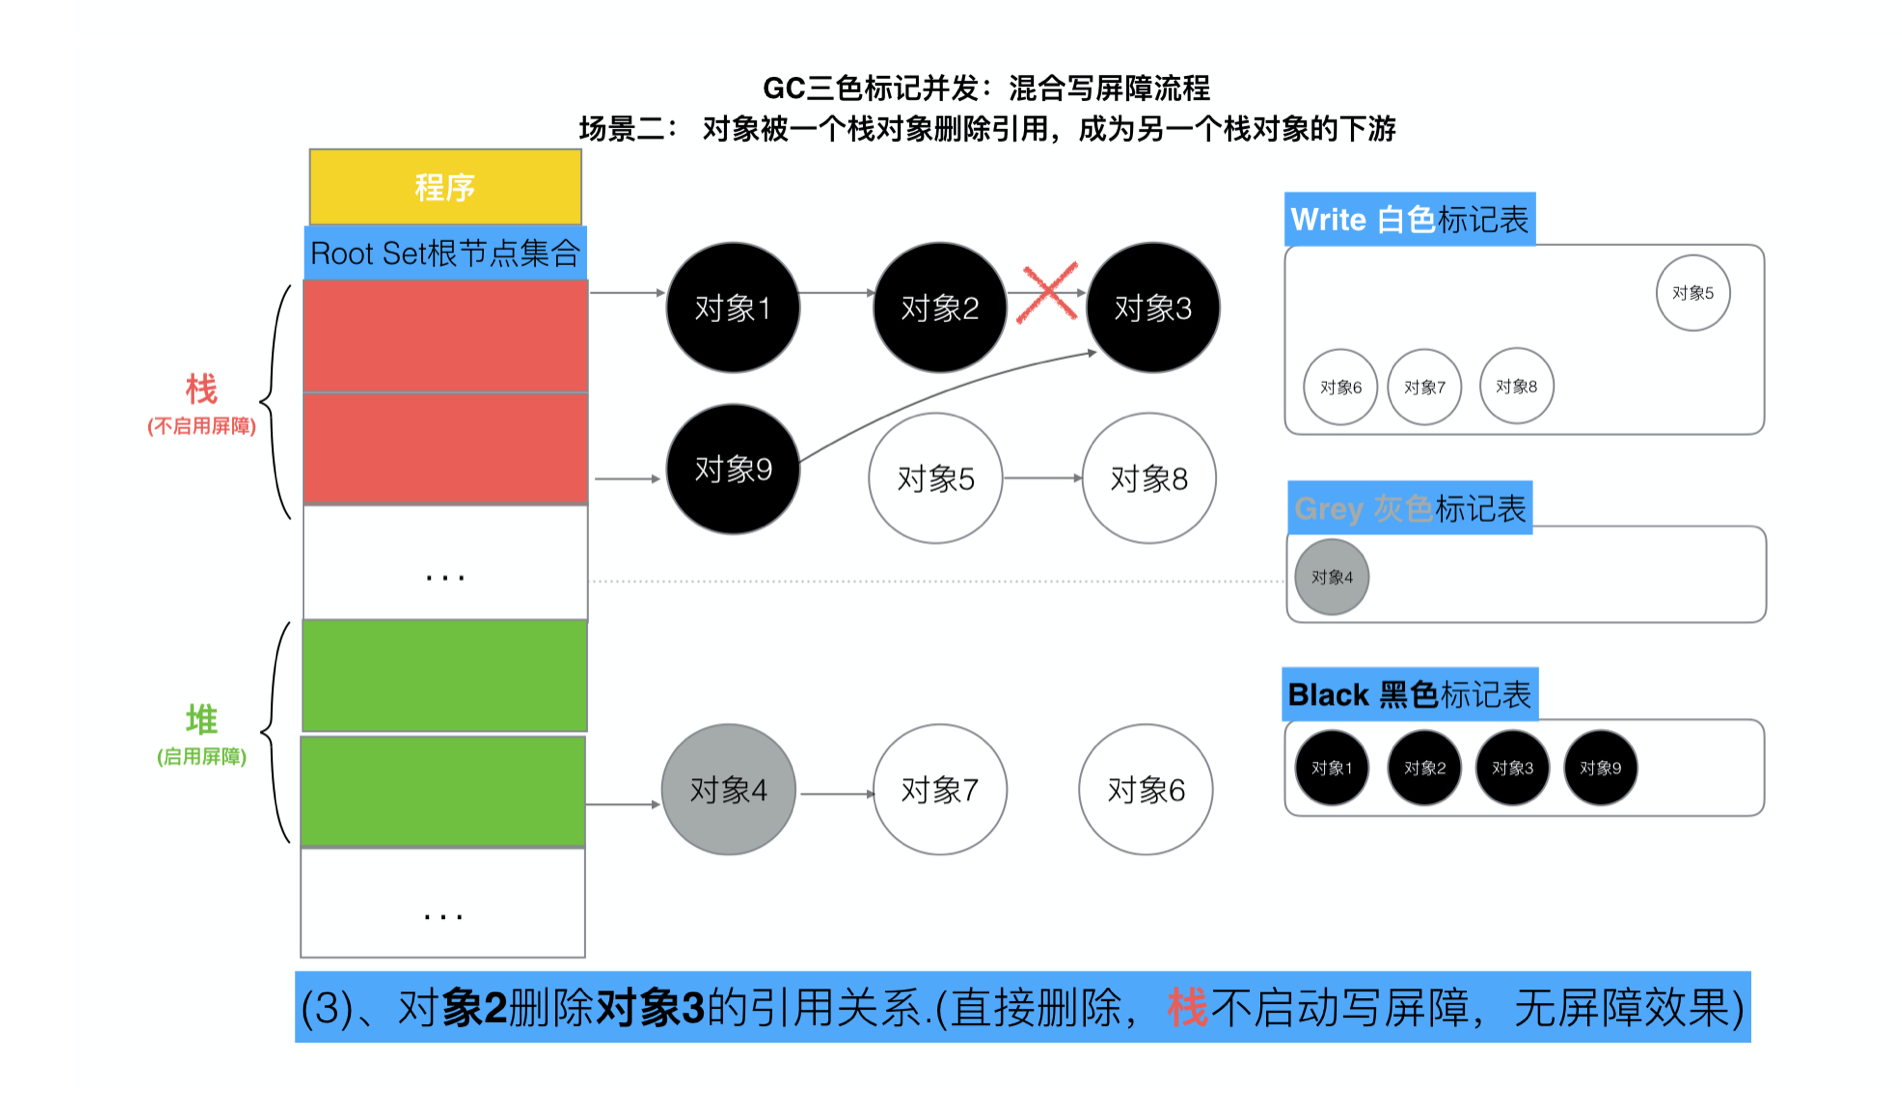 GC三色标记并发：混合写屏障流程
场景二： 对象被一个栈对象删除引用，成为另一个栈对象的下游
程序
Root Set根节点集合
栈
(不启用屏障)
...
堆
(启用屏障)
...
对象1
对象2
对象3
对象9
对象5
对象8
对象4
对象7
对象6
Write 白色标记表
对象5
对象6
对象7
对象8
Grey 灰色标记表
对象4
Black 黑色标记表
对象1
对象2
对象3
对象9
(3)、对象2删除对象3的引用关系.(直接删除，栈不启动写屏障，无屏障效果)